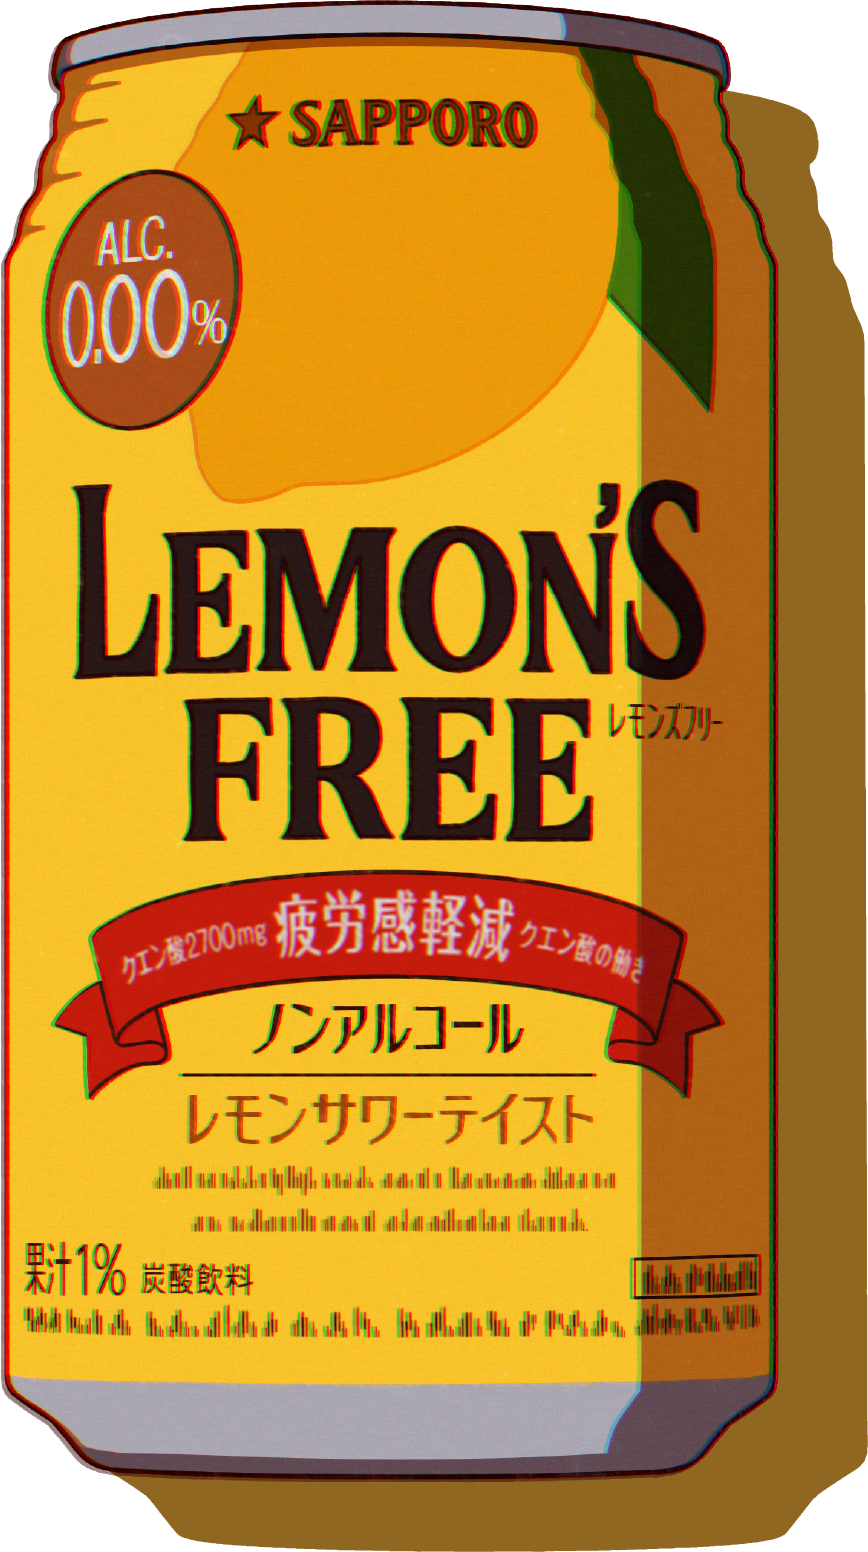 ★ SAPPORO
ALC.
0.00%
LEMON'S
FREE
レモンズフリー
クエン酸2700mg 疲労感軽減 クエン酸の働き
ノンアルコール
レモンサワーテイスト
果汁1% 炭酸飲料